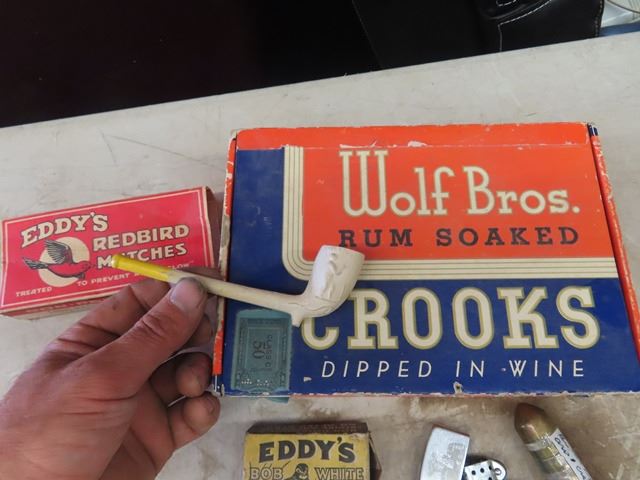 EDDY'S
REDBIRD
MATCHES
TREATED TO PREVENT
Wolf Bros.
RUM SOAKED
CROOKS
DIPPED IN WINE
CLASS C
50
EDDY'S
BOB WHITE